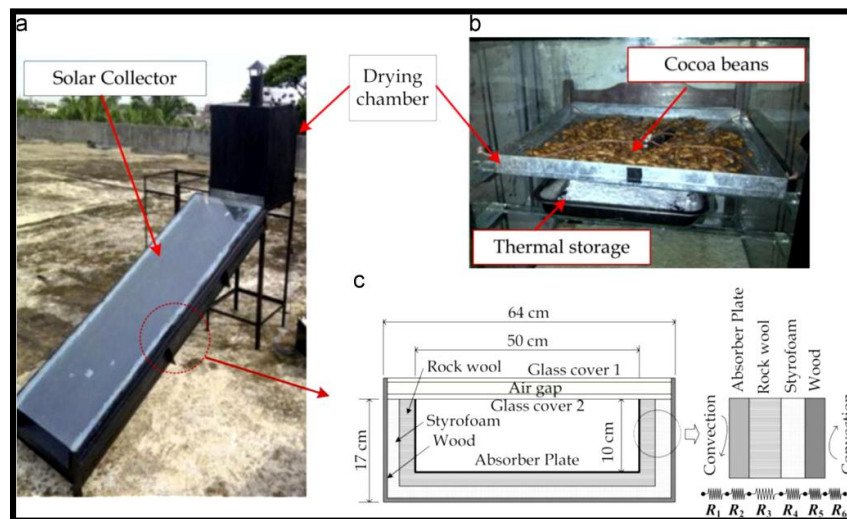 a
Solar Collector
Drying
chamber
b
Cocoa beans
Thermal storage
c
64 cm
50 cm
Rock wool
Glass cover 1
Air gap
Glass cover 2
Styrofoam
Wood
Absorber Plate
17 cm
10 cm
Convection
Absorber Plate
Rock wool
Styrofoam
Wood
Convection
R1 R2 R3 R4 R5 R6